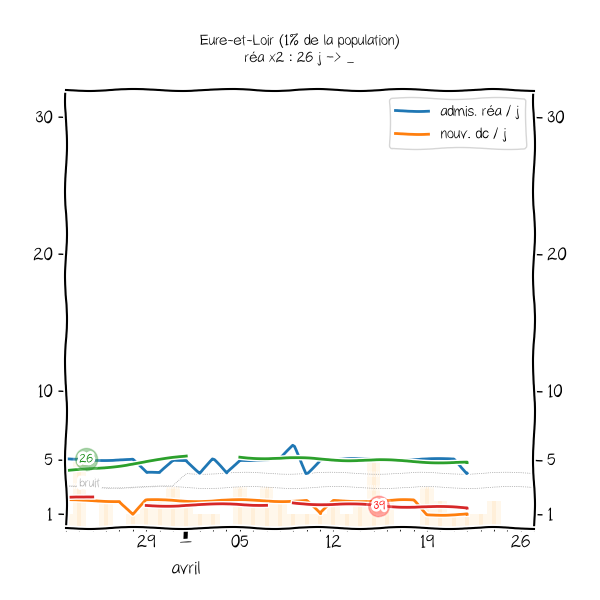 Eure-et-Loir (1% de la population)
réa x2 : 26 j -> _
admis. réa / j
nouv. dc / j
30
30
20
20
10
10
5
5
1
1
26
bruit
39
29
05
12
19
26
avril